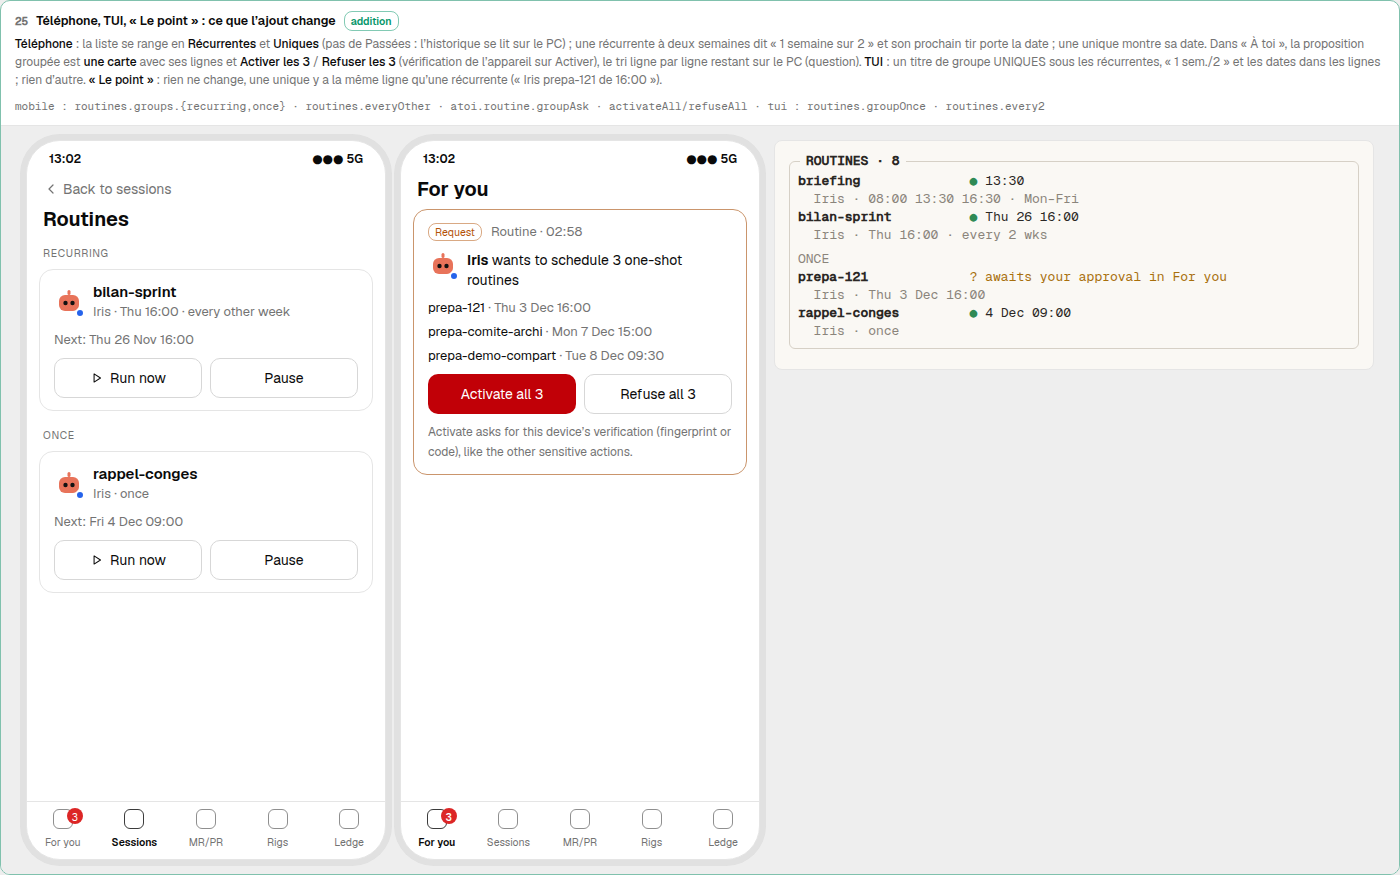 25 Téléphone, TUI, « Le point » : ce que l'ajout change addition
Téléphone : la liste se range en Récurrentes et Uniques (pas de Passées : l'historique se lit sur le PC) ; une récurrente à deux semaines dit « 1 semaine sur 2 » et son prochain tir porte la date ; une unique montre sa date. Dans « À toi », la proposition
groupée est une carte avec ses lignes et Activer les 3 / Refuser les 3 (vérification de l'appareil sur Activer), le tri ligne par ligne restant sur le PC (question). TUI : un titre de groupe UNIQUES sous les récurrentes, « 1 sem./2 » et les dates dans les lignes
; rien d'autre. « Le point » : rien ne change, une unique y a la même ligne qu'une récurrente (« Iris prepa-121 de 16:00 »).
mobile : routines.groups.{recurring,once} · routines.everyOther · atoi.routine.groupAsk · activateAll/refuseAll · tui : routines.groupOnce · routines.every2
13:02 5G
Back to sessions
Routines
RECURRING
bilan-sprint
Iris · Thu 16:00 · every other week
Next: Thu 26 Nov 16:00
Run now Pause
ONCE
rappel-conges
Iris · once
Next: Fri 4 Dec 09:00
Run now Pause
3
For you Sessions MR/PR Rigs Ledge
13:02 5G
For you
Request Routine · 02:58
Iris wants to schedule 3 one-shot
routines
prepa-121 · Thu 3 Dec 16:00
prepa-comite-archi · Mon 7 Dec 15:00
prepa-demo-compart · Tue 8 Dec 09:30
Activate all 3 Refuse all 3
Activate asks for this device's verification (fingerprint or
code), like the other sensitive actions.
3
For you Sessions MR/PR Rigs Ledge
ROUTINES · 8
briefing ● 13:30
Iris · 08:00 13:30 16:30 · Mon-Fri
bilan-sprint ● Thu 26 16:00
Iris · Thu 16:00 · every 2 wks
ONCE
prepa-121 ? awaits your approval in For you
Iris · Thu 3 Dec 16:00
rappel-conges ● 4 Dec 09:00
Iris · once